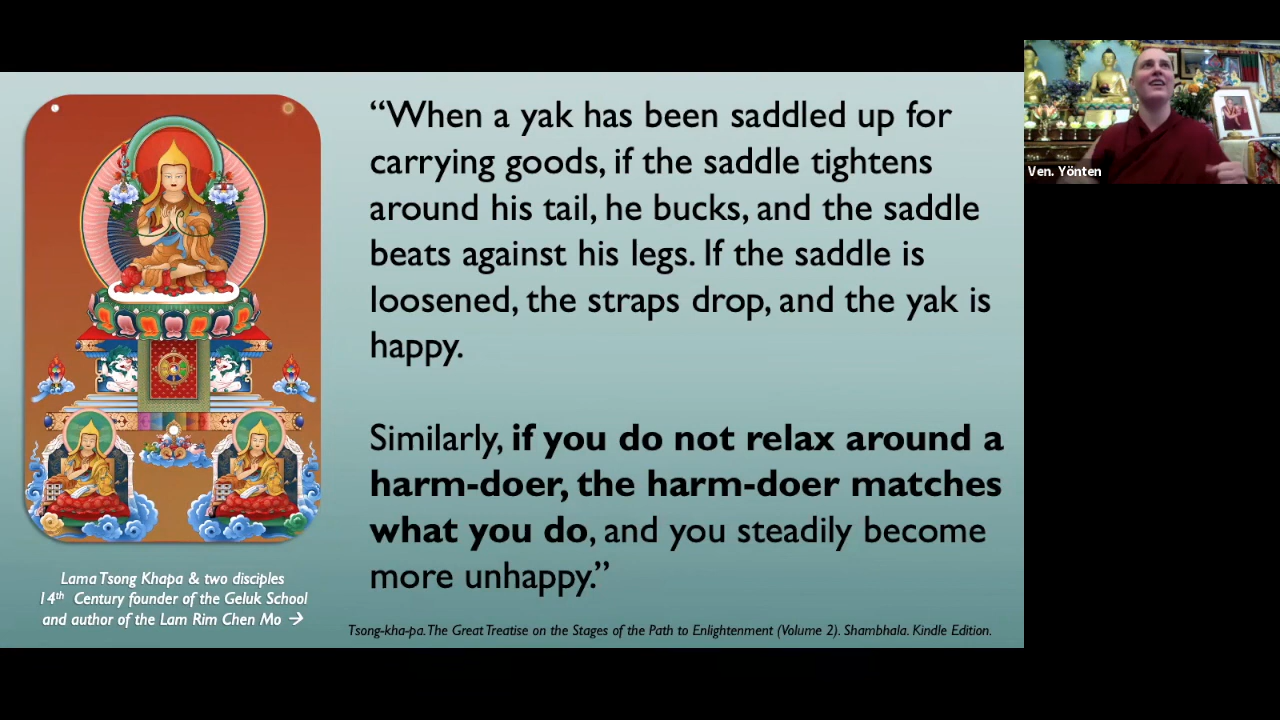 “When a yak has been saddled up for
carrying goods, if the saddle tightens
around his tail, he bucks, and the saddle
beats against his legs. If the saddle is
loosened, the straps drop, and the yak is
happy.
Similarly, if you do not relax around a
harm-doer, the harm-doer matches
what you do, and you steadily become
more unhappy.”
Lama Tsong Khapa & two disciples
14th Century founder of the Geluk School
and author of the Lam Rim Chen Mo →
Tsong-kha-pa. The Great Treatise on the Stages of the Path to Enlightenment (Volume 2). Shambhala. Kindle Edition.
Ven. Yönten